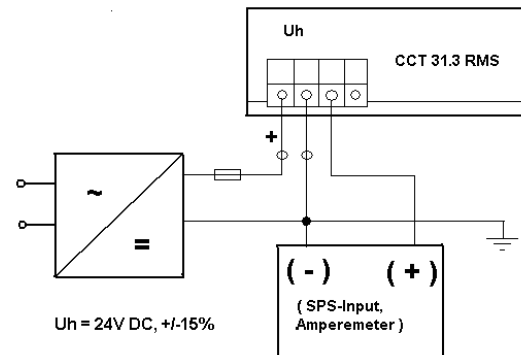 Uh
CCT 31.3 RMS
+
~
=
( - ) ( + )
( SPS-Input,
Amperemeter )
Uh = 24V DC, +/-15%